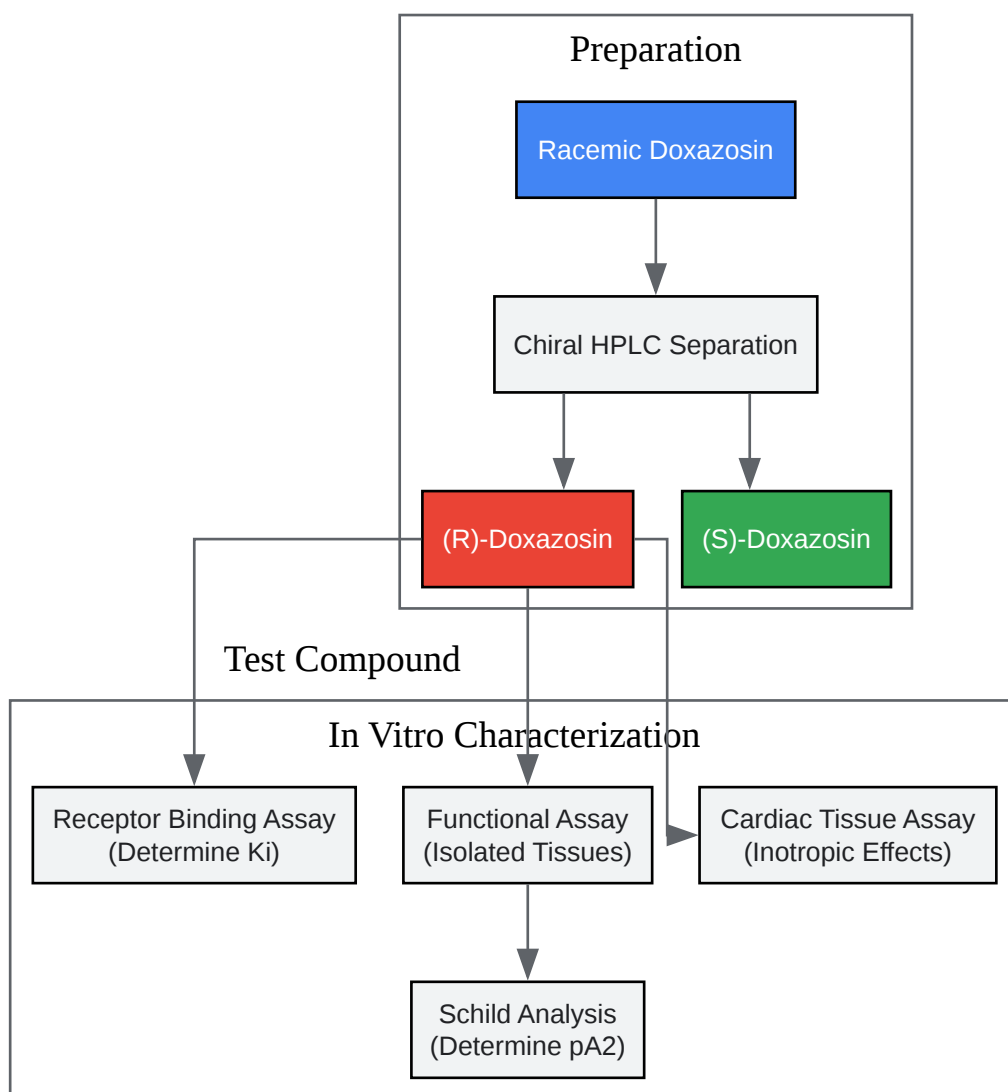 Preparation
Racemic Doxazosin
Chiral HPLC Separation
(R)-Doxazosin
(S)-Doxazosin
Test Compound
In Vitro Characterization
Receptor Binding Assay
(Determine Ki)
Functional Assay
(Isolated Tissues)
Cardiac Tissue Assay
(Inotropic Effects)
Schild Analysis
(Determine pA2)